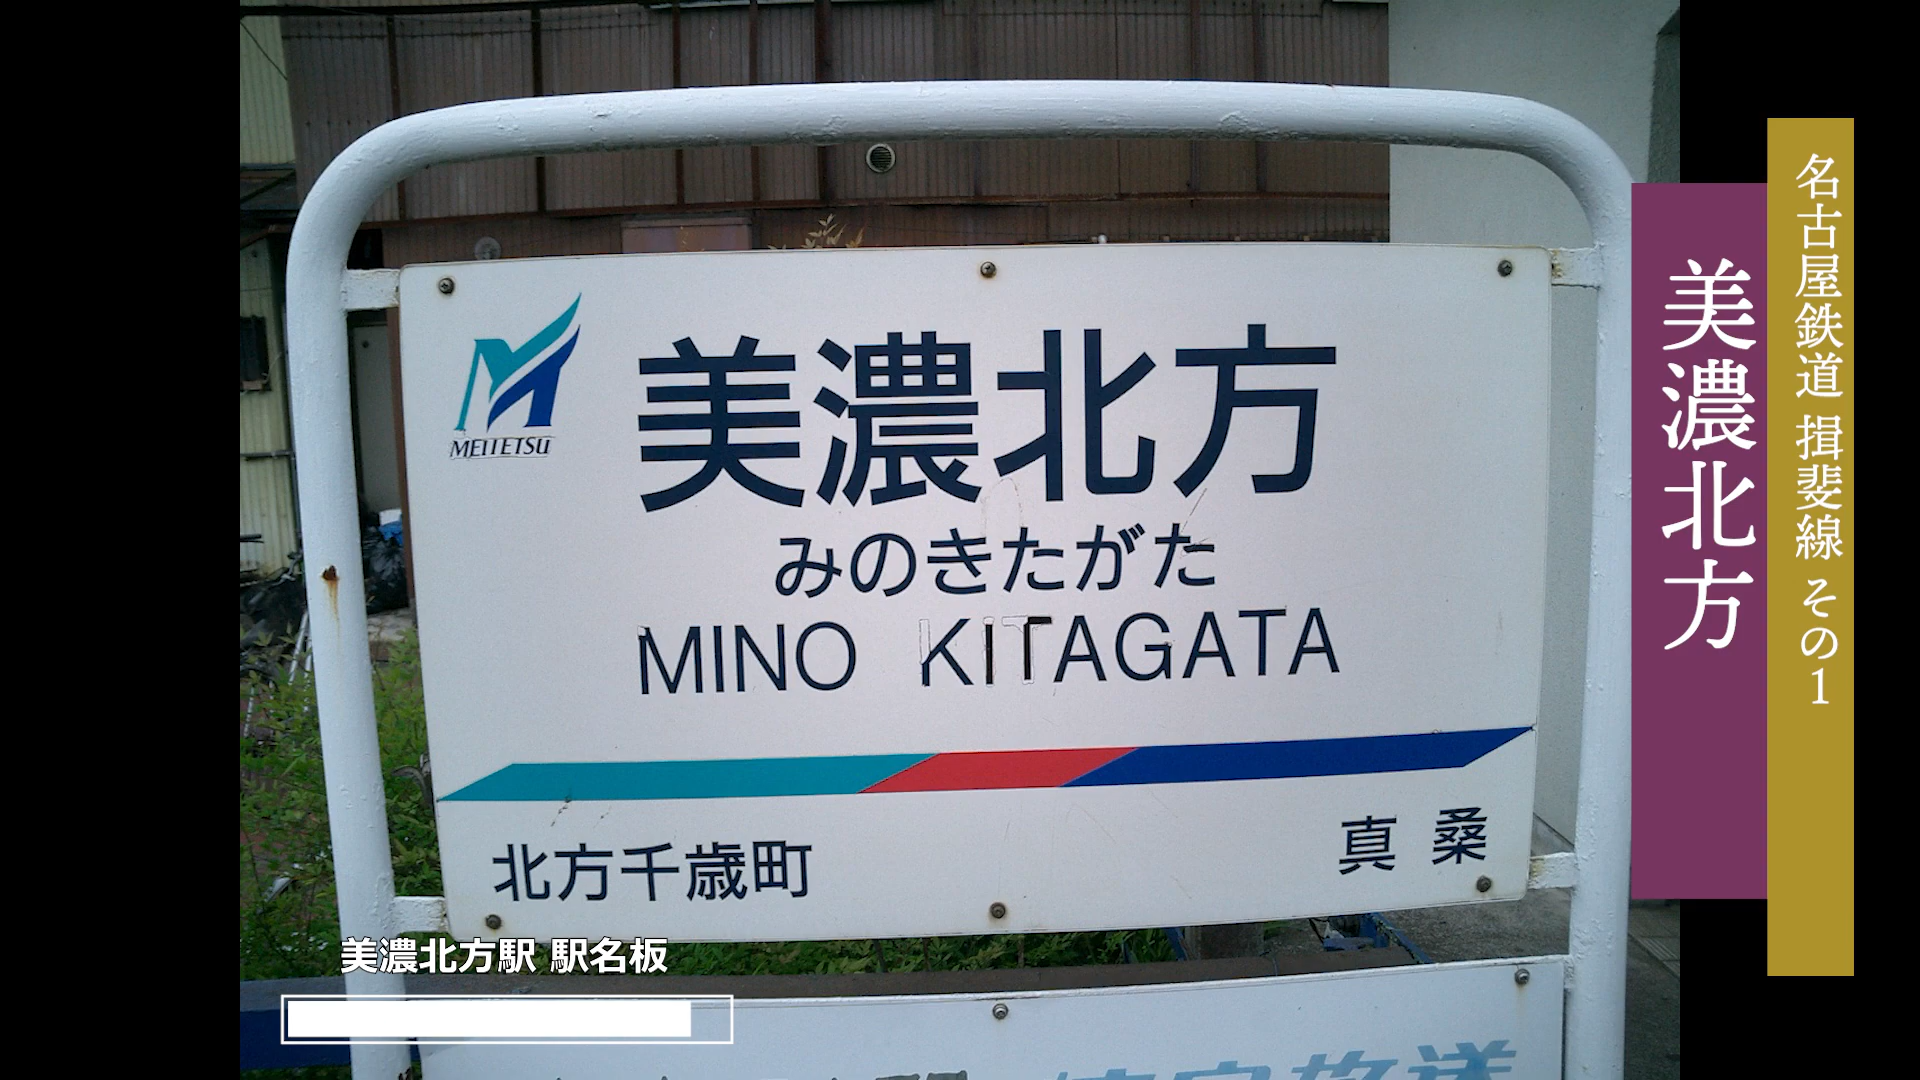 MEITETSU
美濃北方
みのきたがた
MINO KITAGATA
北方千歳町
真桑
美濃北方駅 駅名板
名古屋鉄道 揖斐線 その1
美濃北方